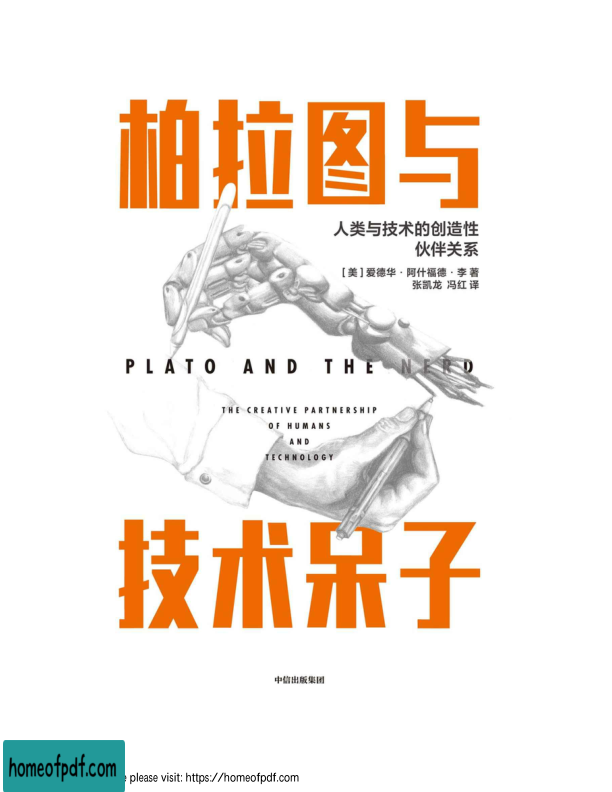 柏拉图与
人类与技术的创造性
伙伴关系
[美]爱德华·阿什福德·李 著
张凯龙 冯红 译
PLATO AND THE NERD
THE CREATIVE PARTNERSHIP
OF HUMANS
AND
TECHNOLOGY
技术呆子
中信出版集团
homeofpdf.com
please visit: https://homeofpdf.com